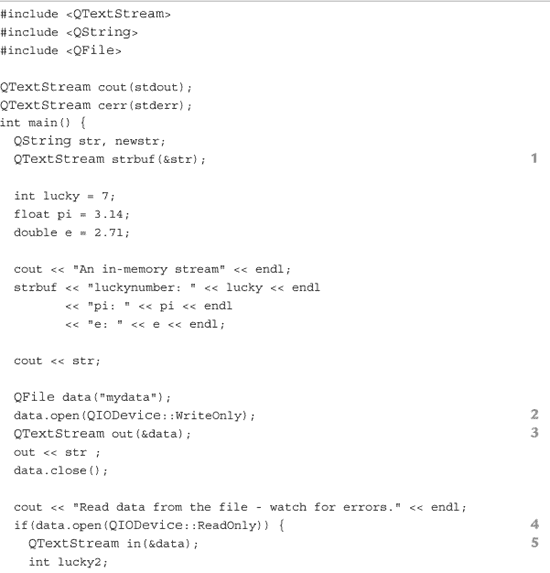 #include <QTextStream>
#include <QString>
#include <QFile>
QTextStream cout(stdout);
QTextStream cerr(stderr);
int main() {
QString str, newstr;
QTextStream strbuf(&str); 1
int lucky = 7;
float pi = 3.14;
double e = 2.71;
cout << "An in-memory stream" << endl;
strbuf << "luckynumber: " << lucky << endl
<< "pi: " << pi << endl
<< "e: " << e << endl;
cout << str;
QFile data("mydata");
data.open(QIODevice::WriteOnly); 2
QTextStream out(&data); 3
out << str ;
data.close();
cout << "Read data from the file - watch for errors." << endl;
if(data.open(QIODevice::ReadOnly)) { 4
QTextStream in(&data); 5
int lucky2;